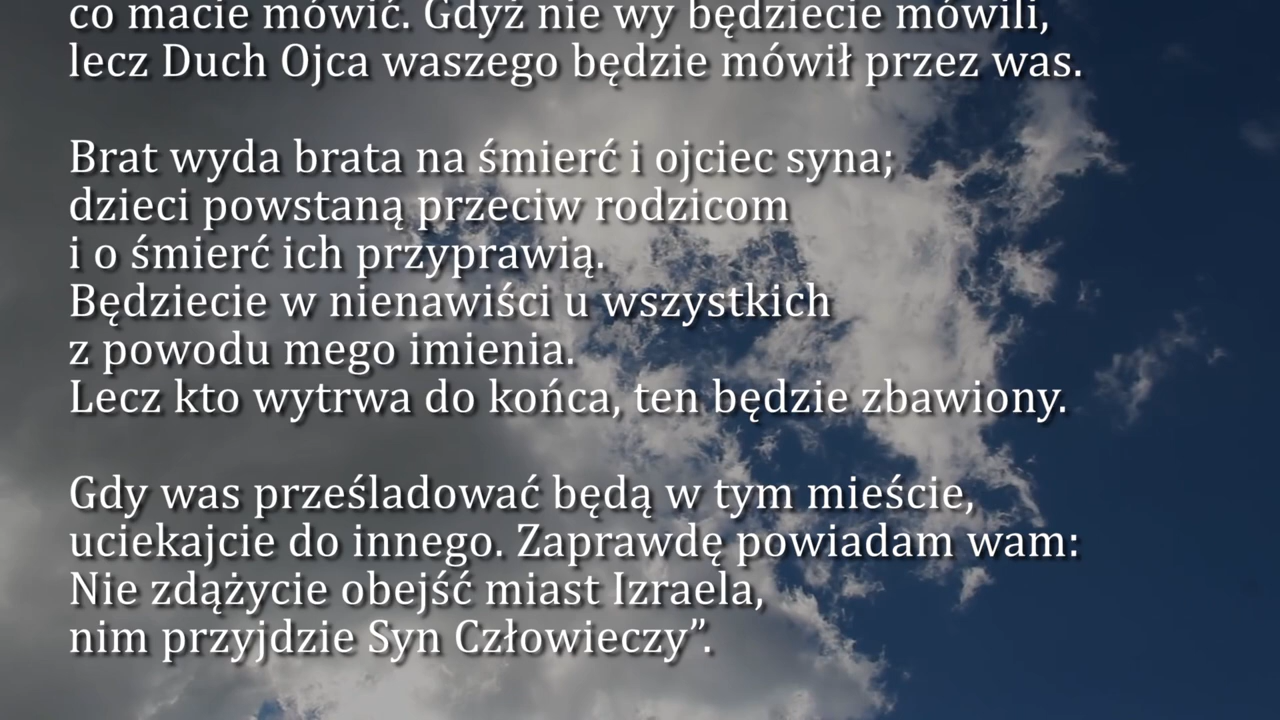 co macie mówić. Gdyż nie wy będziecie mówili,
lecz Duch Ojca waszego będzie mówił przez was.
Brat wyda brata na śmierć i ojciec syna;
dzieci powstaną przeciw rodzicom
i o śmierć ich przyprawią.
Będziecie w nienawiści u wszystkich
z powodu mego imienia.
Lecz kto wytrwa do końca, ten będzie zbawiony.
Gdy was prześladować będą w tym mieście,
uciekajcie do innego. Zaprawdę powiadam wam:
Nie zdążycie obejść miast Izraela,
nim przyjdzie Syn Człowieczy”.